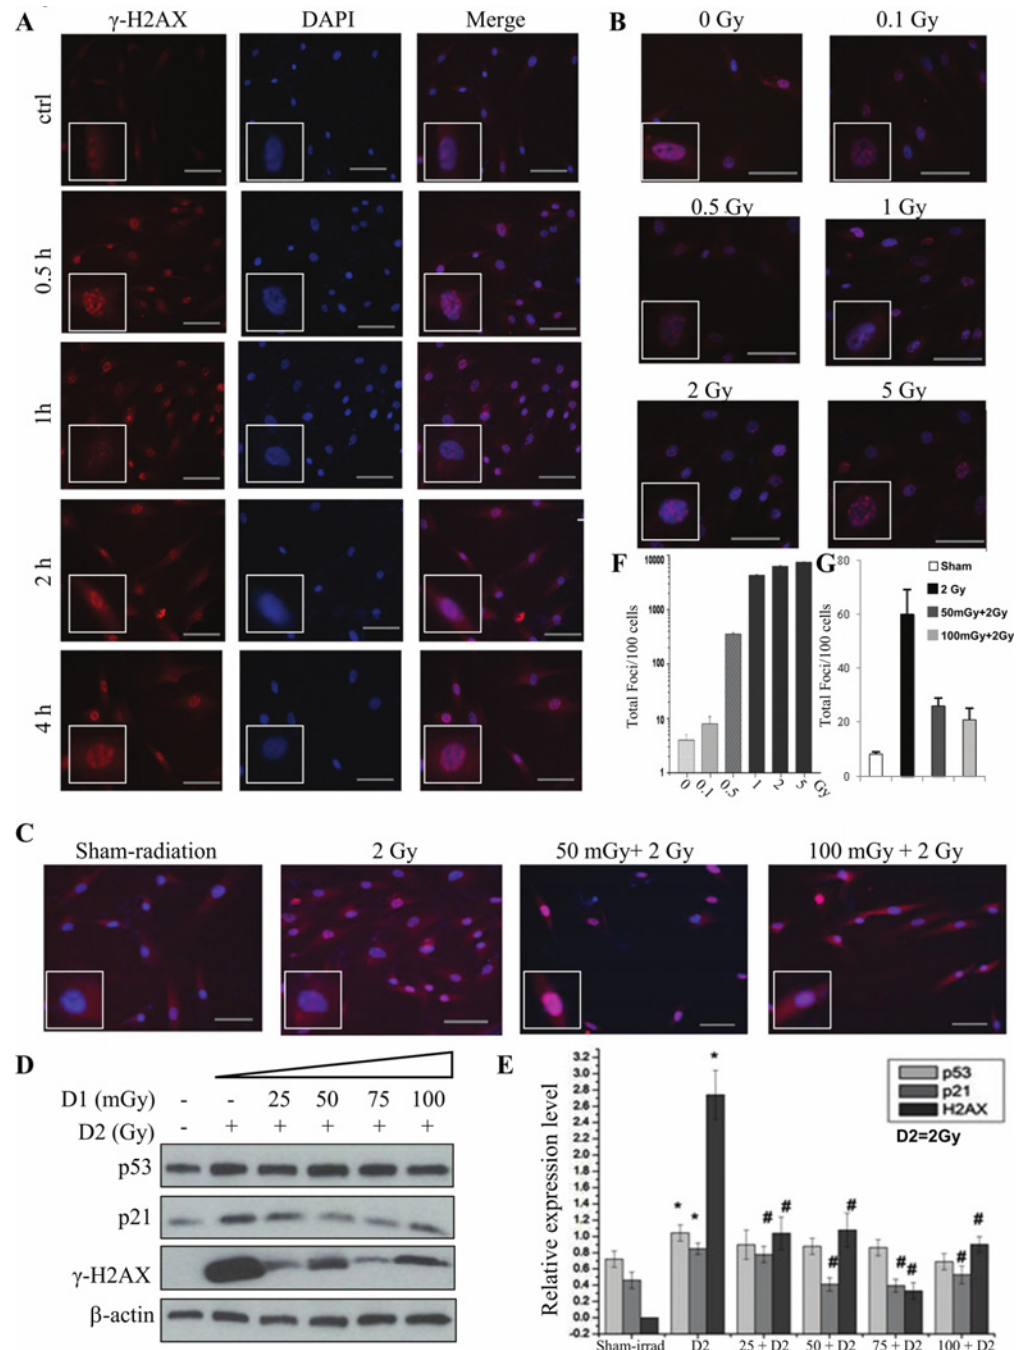 A γ-H2AX DAPI Merge
ctrl
0.5 h
1h
2 h
4 h
B 0 Gy 0.1 Gy
0.5 Gy 1 Gy
2 Gy 5 Gy
F
Total Foci/100 cells
10000
1000
100
10
1
0 0.1 0.5 1 2 5 Gy
G
Total Foci/100 cells
80
60
40
20
0
Sham
2 Gy
50mGy+2Gy
100mGy+2Gy
C
Sham-radiation 2 Gy 50 mGy+ 2 Gy 100 mGy + 2 Gy
D
D1 (mGy) - - 25 50 75 100
D2 (Gy) - + + + + +
p53
p21
γ-H2AX
β-actin
E
Relative expression level
3.2
3.0
2.8
2.6
2.4
2.2
2.0
1.8
1.6
1.4
1.2
1.0
0.8
0.6
0.4
0.2
0.0
-0.2
p53
p21
H2AX
D2=2Gy
*
* *
# # # # # # # #
Sham-irrad D2 25 + D2 50 + D2 75 + D2 100 + D2